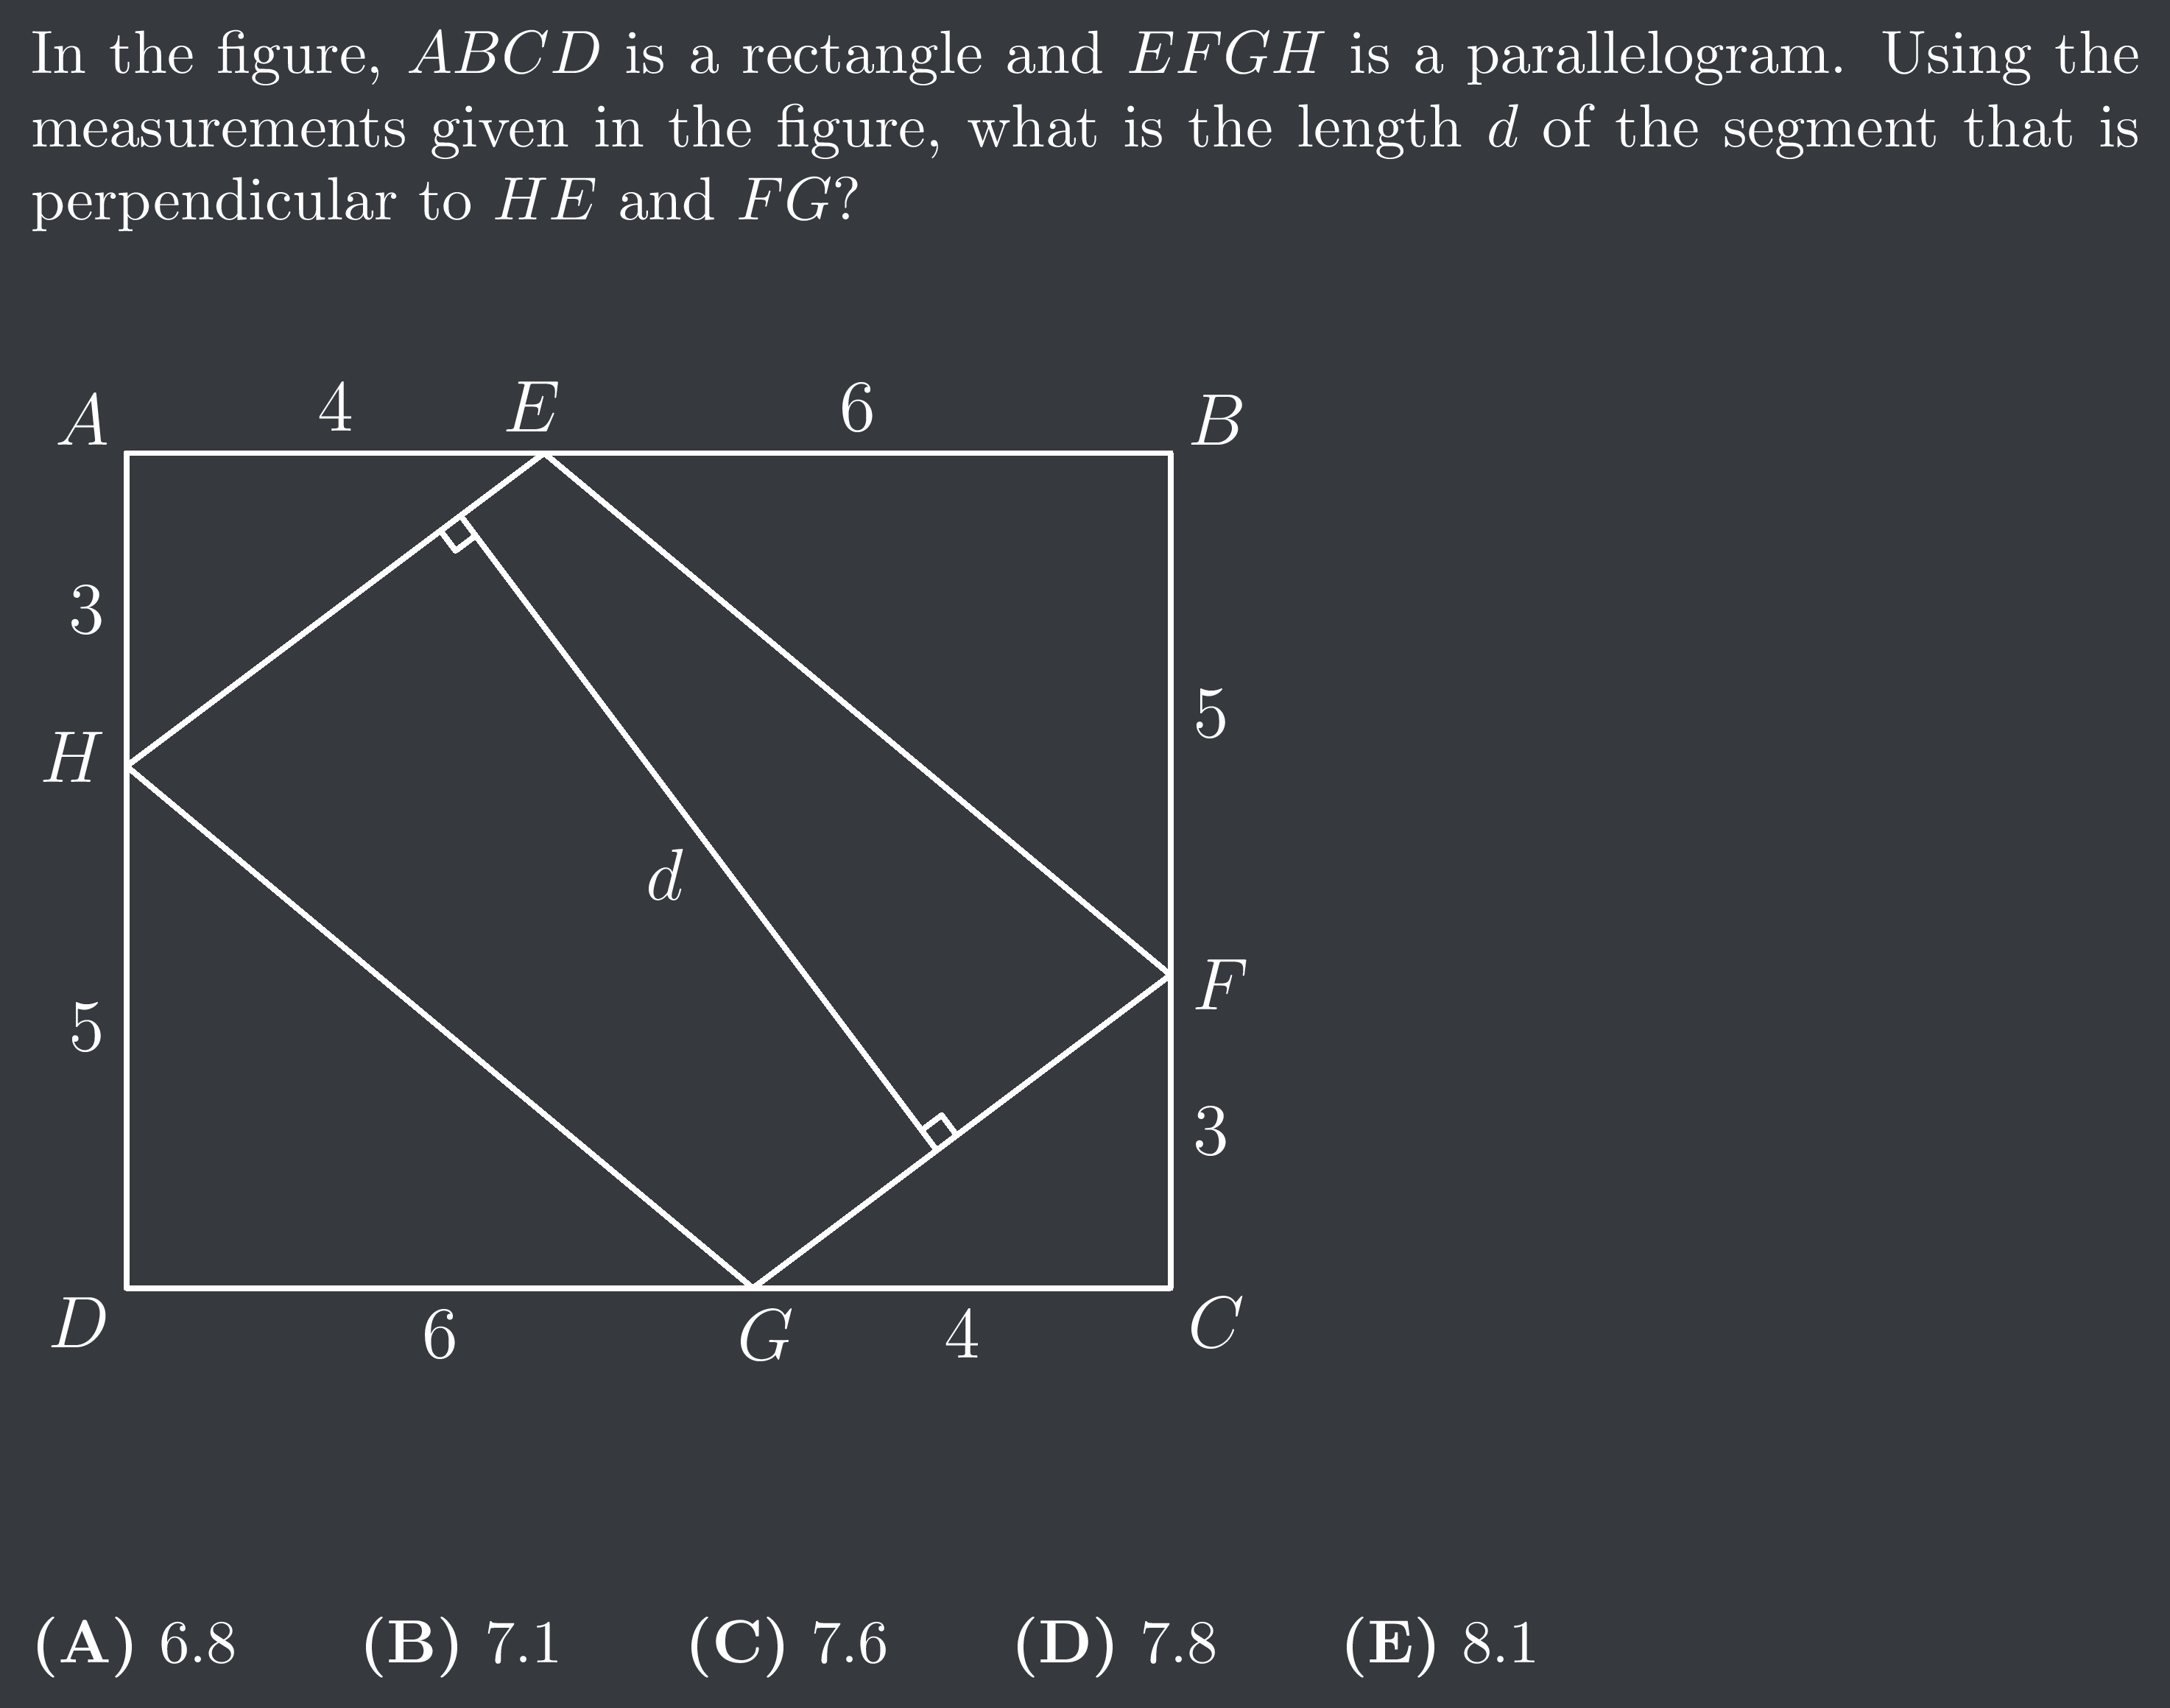 In the figure, ABCD is a rectangle and EFGH is a parallelogram. Using the
measurements given in the figure, what is the length d of the segment that is
perpendicular to HE and FG?
A 4 E 6 B
3
5
H
d
F
5
3
D 6 G 4 C
(A) 6.8 (B) 7.1 (C) 7.6 (D) 7.8 (E) 8.1